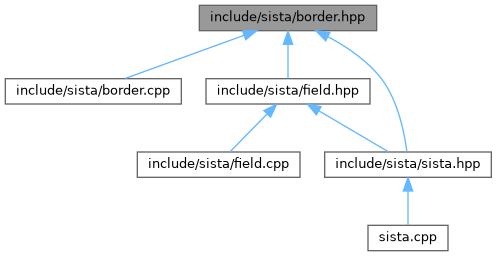 include/sista/border.hpp
include/sista/border.cpp
include/sista/field.hpp
include/sista/field.cpp
include/sista/sista.hpp
sista.cpp